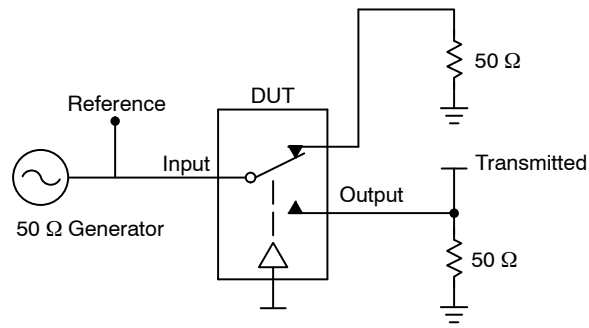 50 Ω
DUT
Reference
Input
Transmitted
Output
50 Ω Generator
50 Ω